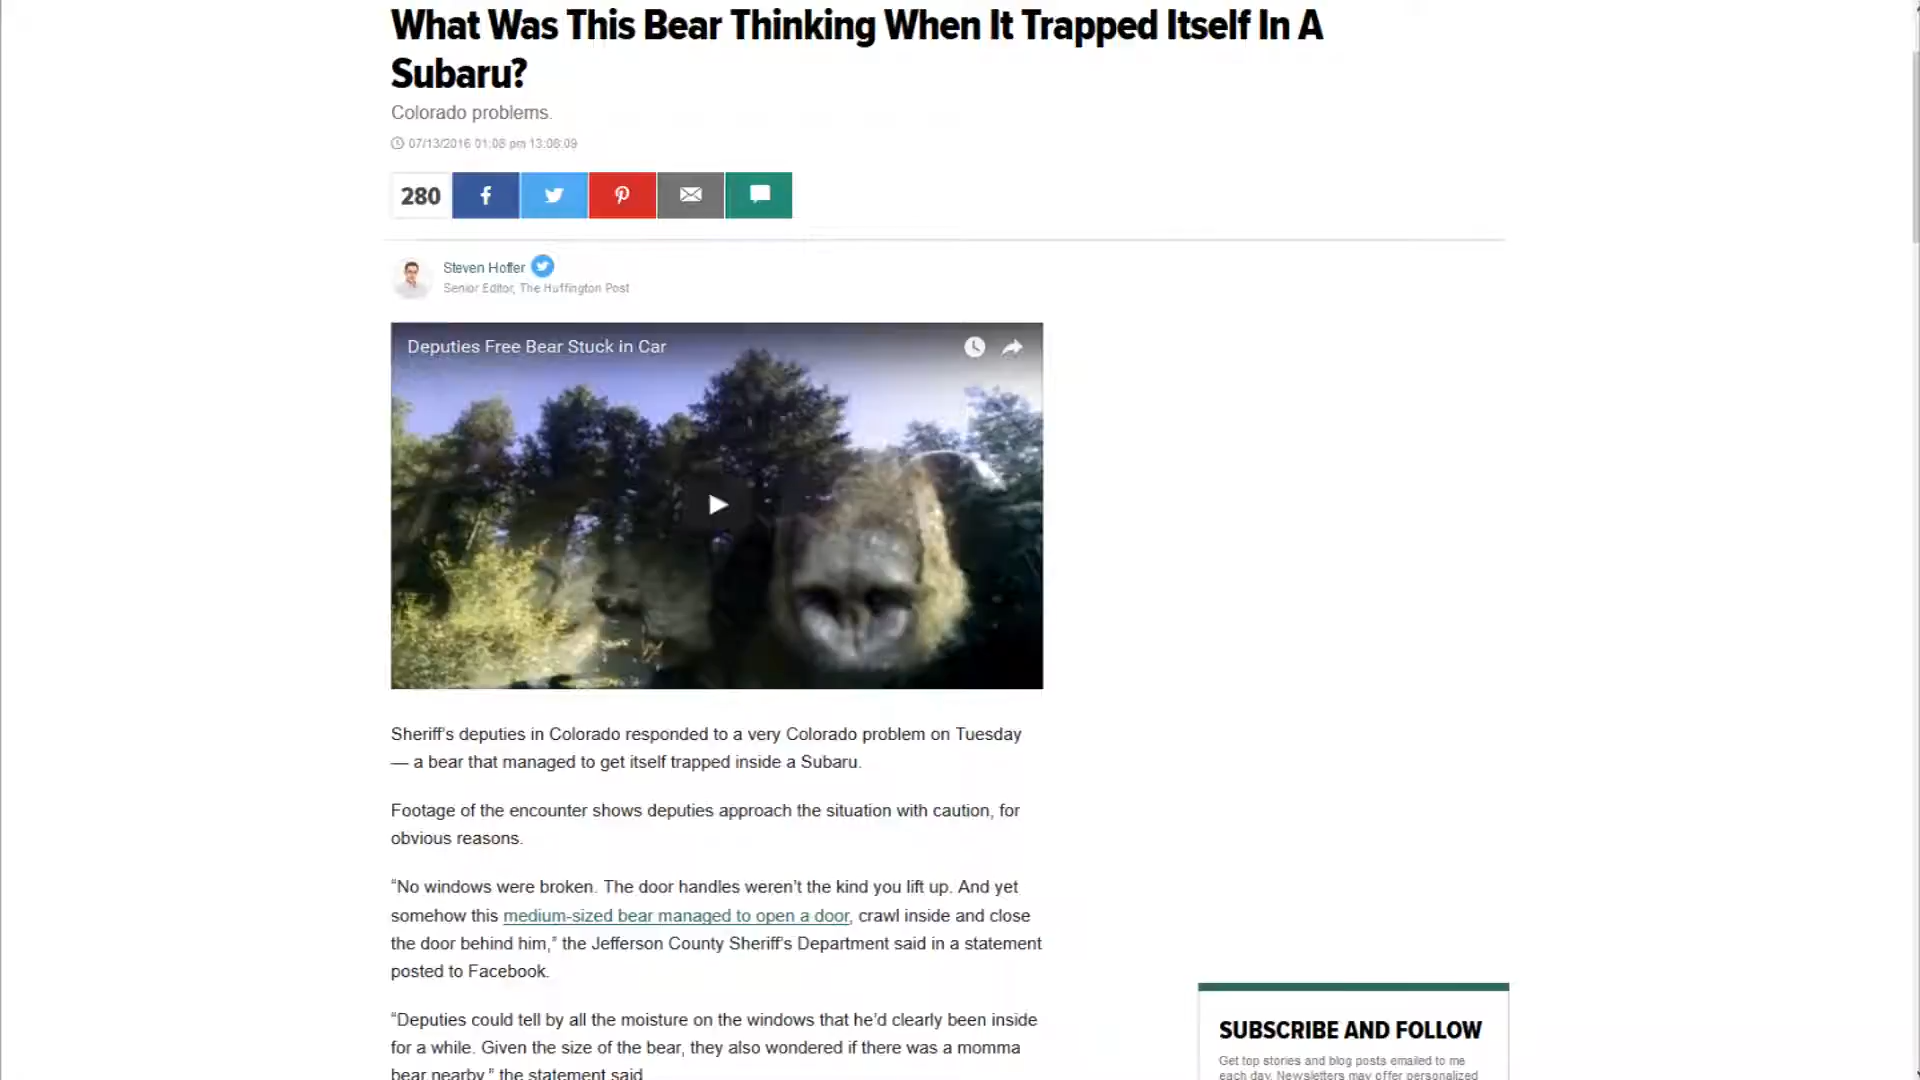 What Was This Bear Thinking When It Trapped Itself In A
Subaru?
Colorado problems.
07/13/2016 01:08 pm 13:08:09
280
Steven Hoffer
Senior Editor, The Huffington Post
Deputies Free Bear Stuck in Car
Sheriff's deputies in Colorado responded to a very Colorado problem on Tuesday
— a bear that managed to get itself trapped inside a Subaru.
Footage of the encounter shows deputies approach the situation with caution, for
obvious reasons.
“No windows were broken. The door handles weren't the kind you lift up. And yet
somehow this medium-sized bear managed to open a door, crawl inside and close
the door behind him,” the Jefferson County Sheriff's Department said in a statement
posted to Facebook.
“Deputies could tell by all the moisture on the windows that he'd clearly been inside
for a while. Given the size of the bear, they also wondered if there was a momma
bear nearby,” the statement said
SUBSCRIBE AND FOLLOW
Get top stories and blog posts emailed to me
each day. Newsletters may offer personalized